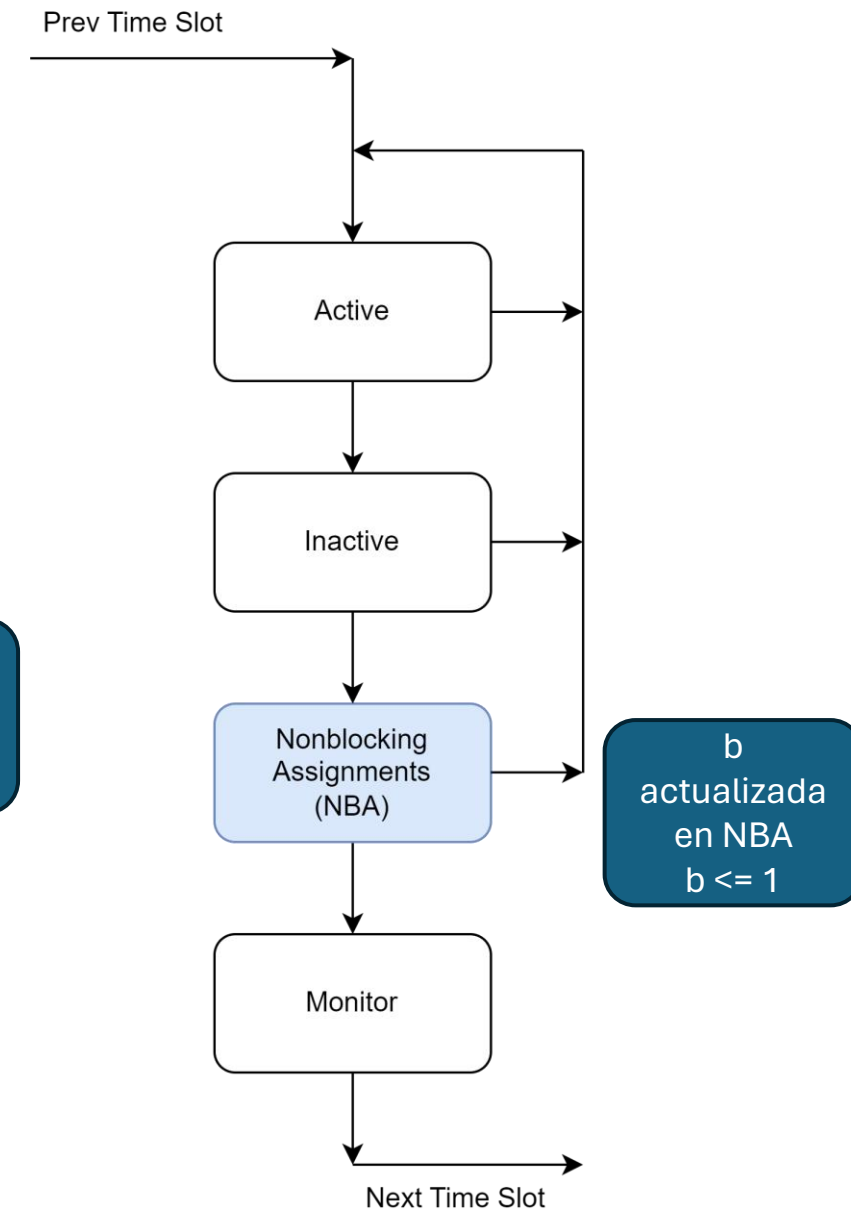 Prev Time Slot
Active
Inactive
Nonblocking
Assignments
(NBA)
b
actualizada
en NBA
b <= 1
Monitor
Next Time Slot